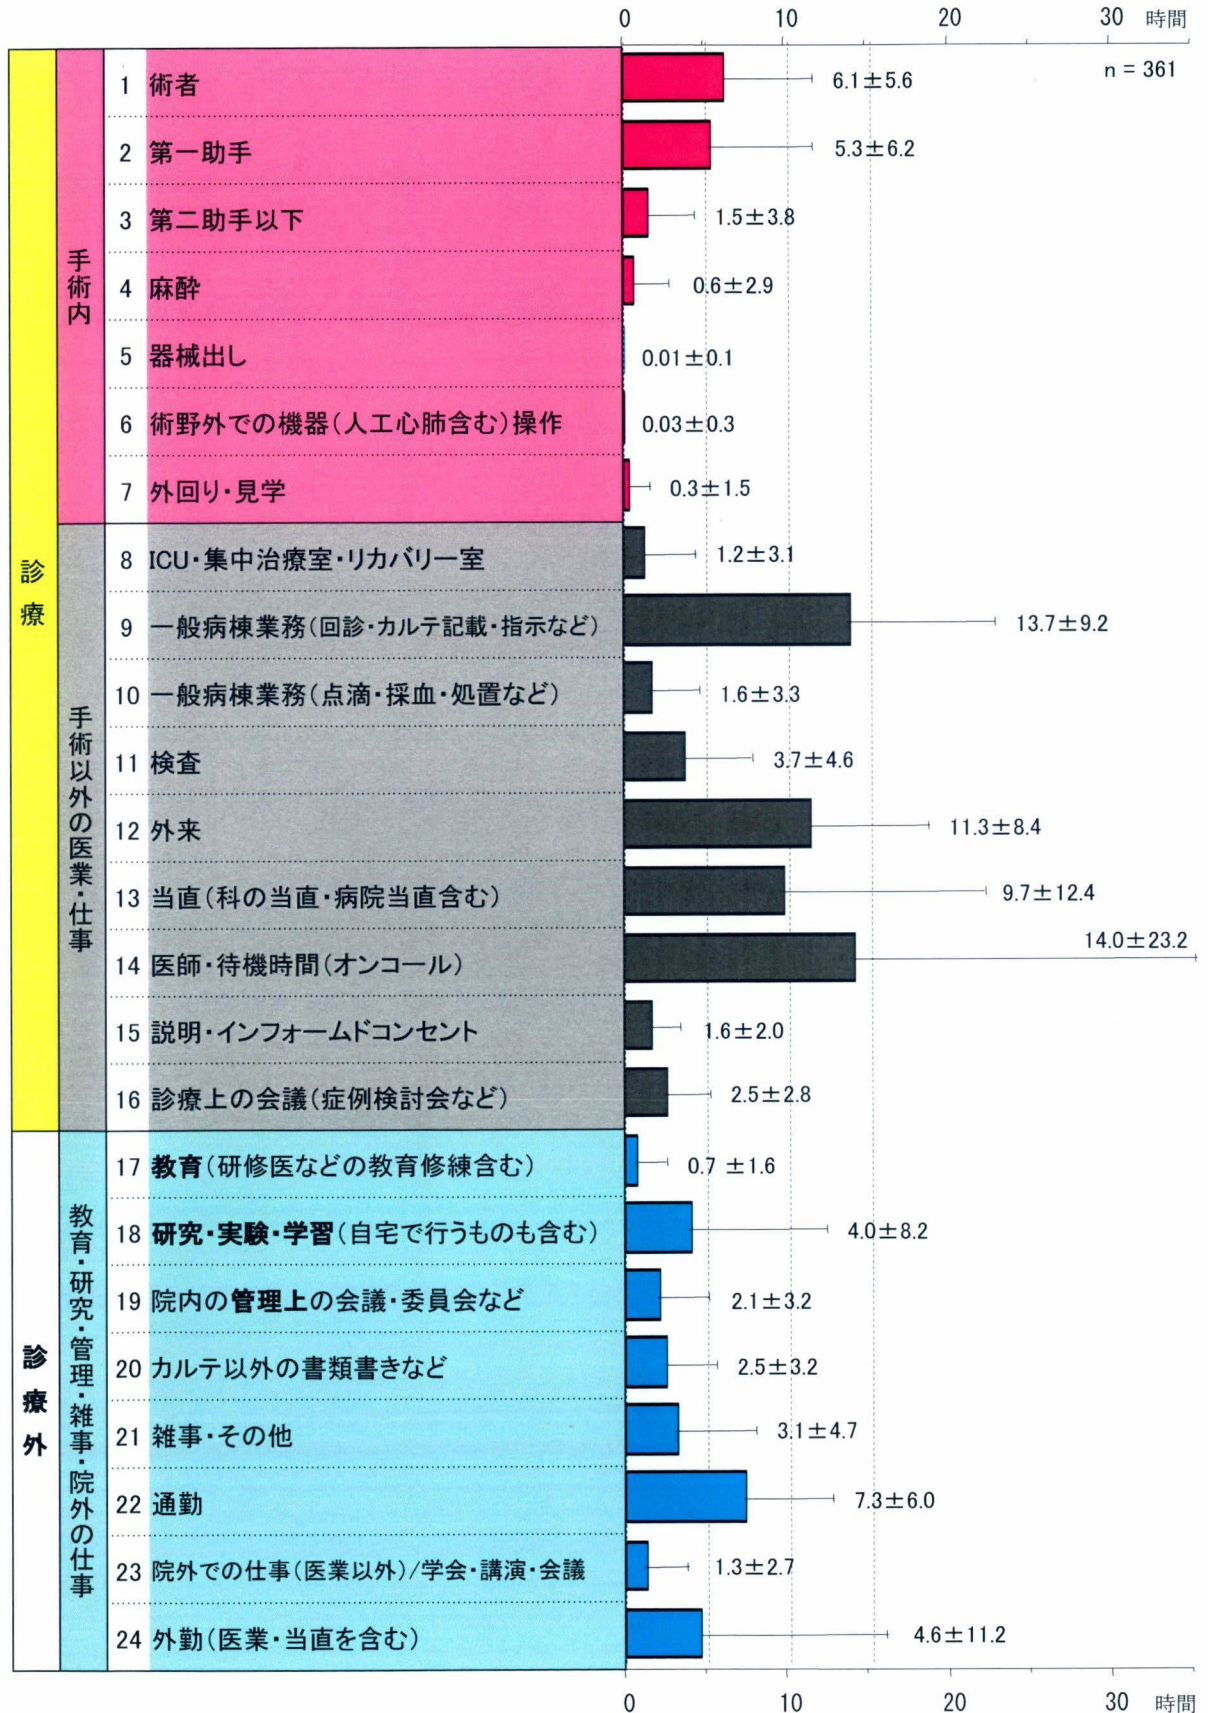 0 10 20 30 時間
n = 361
診療
手術内
1 術者 6.1±5.6
2 第一助手 5.3±6.2
3 第二助手以下 1.5±3.8
4 麻酔 0.6±2.9
5 器械出し 0.01±0.1
6 術野外での機器(人工心肺含む)操作 0.03±0.3
7 外回り・見学 0.3±1.5
手術以外の医業・仕事
8 ICU・集中治療室・リカバリー室 1.2±3.1
9 一般病棟業務(回診・カルテ記載・指示など) 13.7±9.2
10 一般病棟業務(点滴・採血・処置など) 1.6±3.3
11 検査 3.7±4.6
12 外来 11.3±8.4
13 当直(科の当直・病院当直含む) 9.7±12.4
14 医師・待機時間(オンコール) 14.0±23.2
15 説明・インフォームドコンセント 1.6±2.0
16 診療上の会議(症例検討会など) 2.5±2.8
診療外
教育・研究・管理・雑事・院外の仕事
17 教育(研修医などの教育修練含む) 0.7 ±1.6
18 研究・実験・学習(自宅で行うものも含む) 4.0±8.2
19 院内の管理上の会議・委員会など 2.1±3.2
20 カルテ以外の書類書きなど 2.5±3.2
21 雑事・その他 3.1±4.7
22 通勤 7.3±6.0
23 院外での仕事(医業以外)/学会・講演・会議 1.3±2.7
24 外勤(医業・当直を含む) 4.6±11.2
0 10 20 30 時間